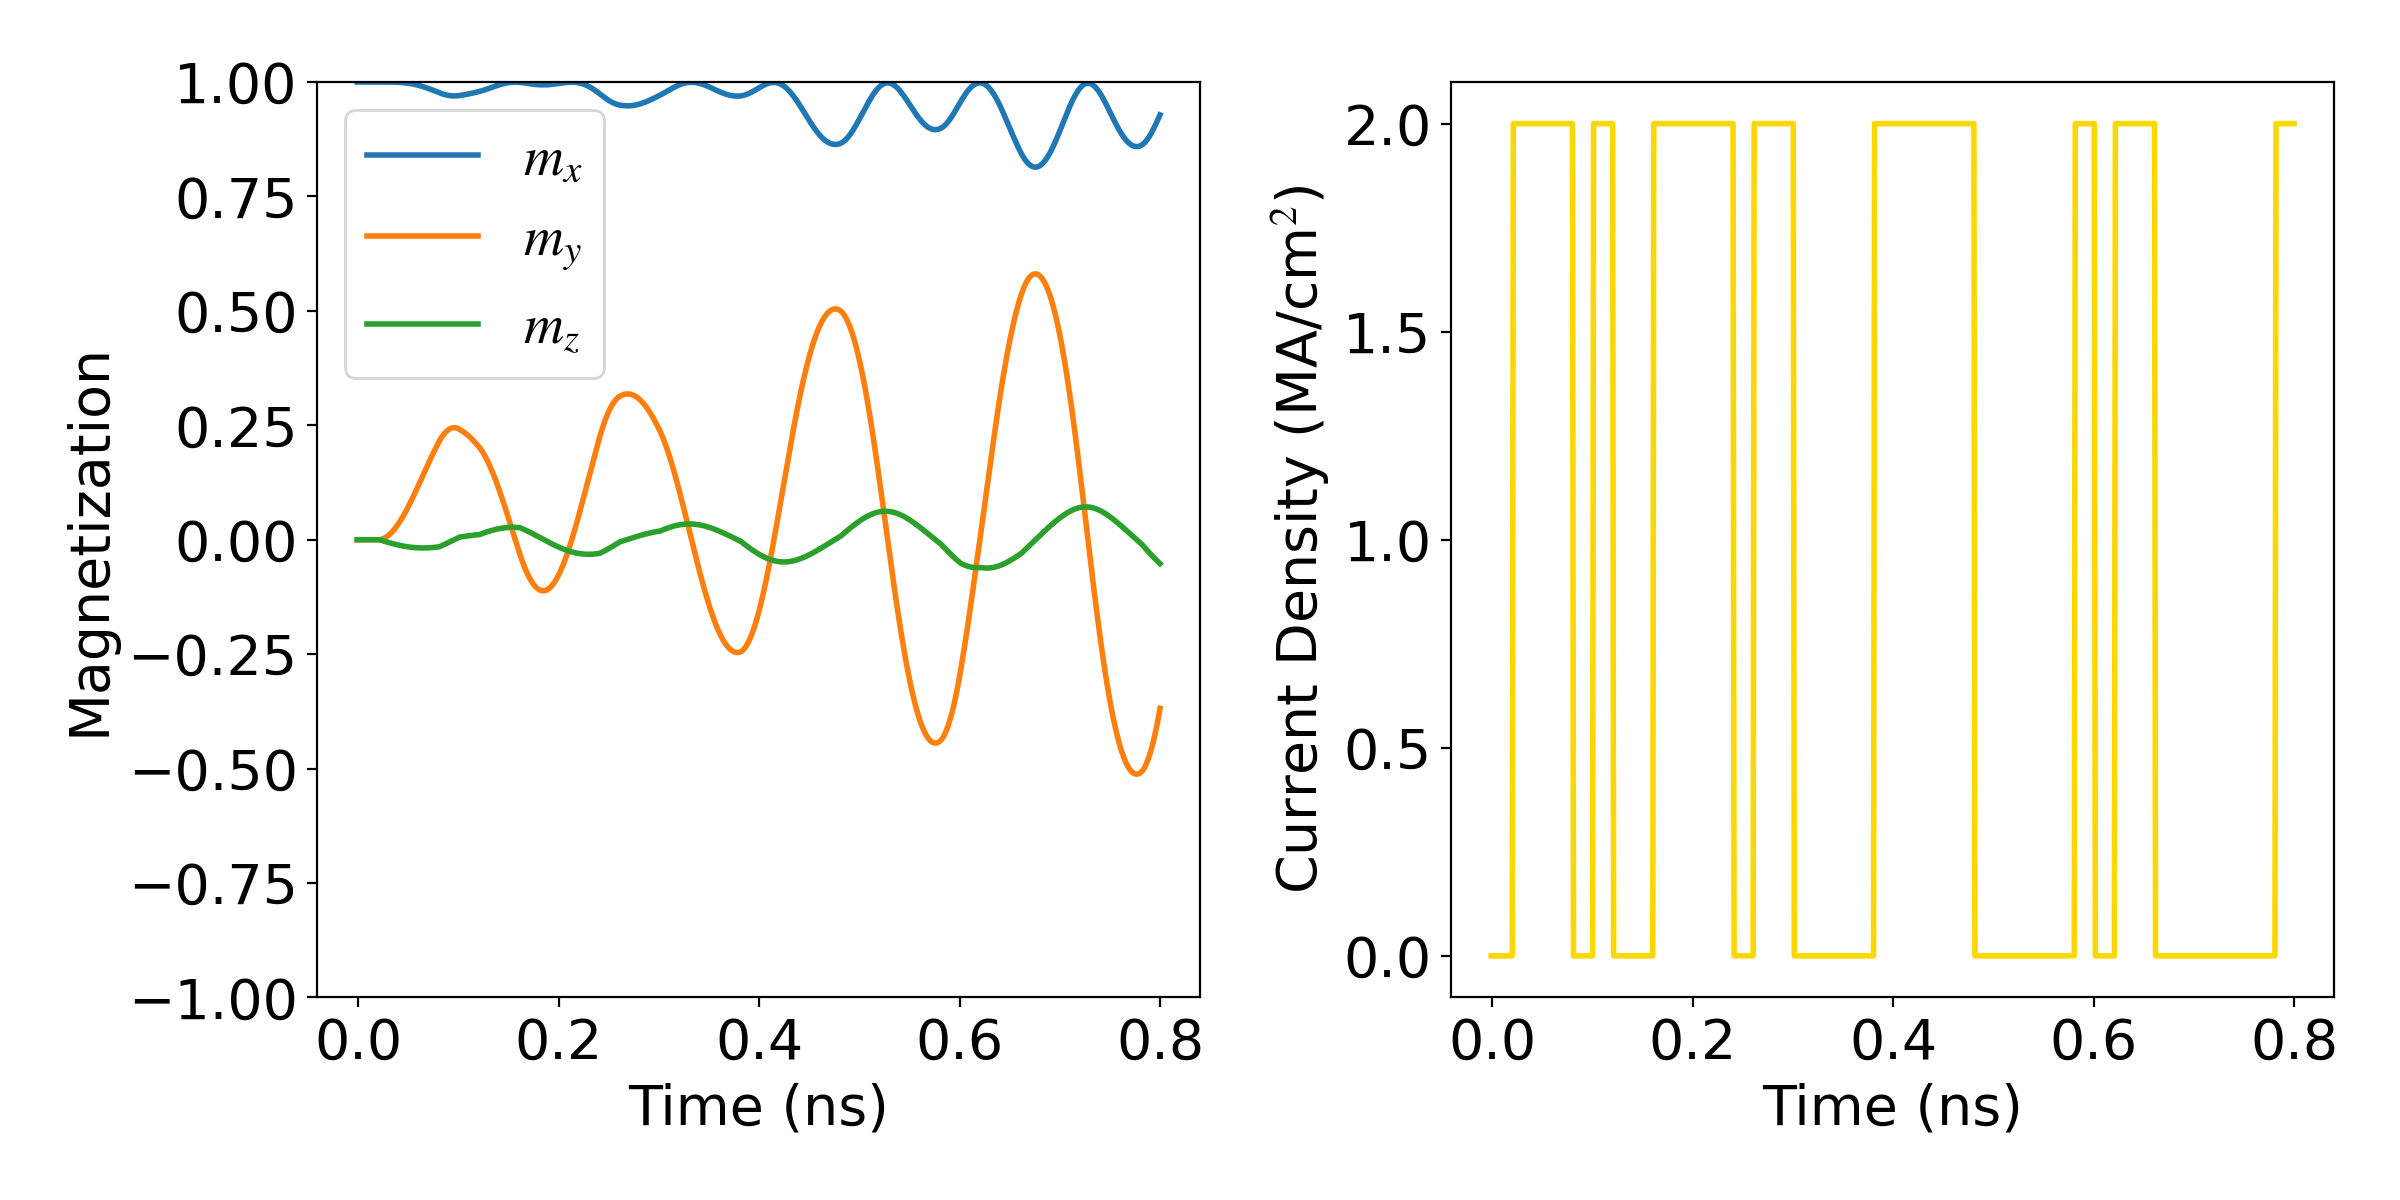 1.00
0.75
0.50
0.25
0.00
−0.25
−0.50
−0.75
−1.00
Magnetization
m_x
m_y
m_z
0.0 0.2 0.4 0.6 0.8
Time (ns)
2.0
1.5
1.0
0.5
0.0
Current Density (MA/cm²)
0.0 0.2 0.4 0.6 0.8
Time (ns)